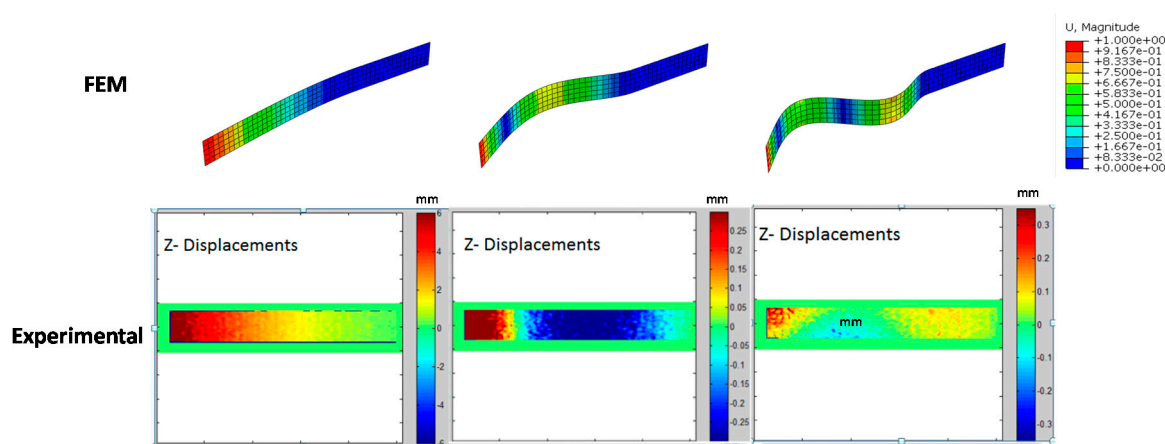 U, Magnitude
+1.000e+00
+9.167e-01
+8.333e-01
+7.500e-01
+6.667e-01
+5.833e-01
+5.000e-01
+4.167e-01
+3.333e-01
+2.500e-01
+1.667e-01
+8.333e-02
+0.000e+00
FEM
mm
mm
mm
Z- Displacements
6
4
2
0
-2
-4
-6
Z- Displacements
0.25
0.2
0.15
0.1
0.05
0
-0.05
-0.1
-0.15
-0.2
-0.25
Z- Displacements
mm
0.3
0.2
0.1
0
-0.1
-0.2
-0.3
Experimental